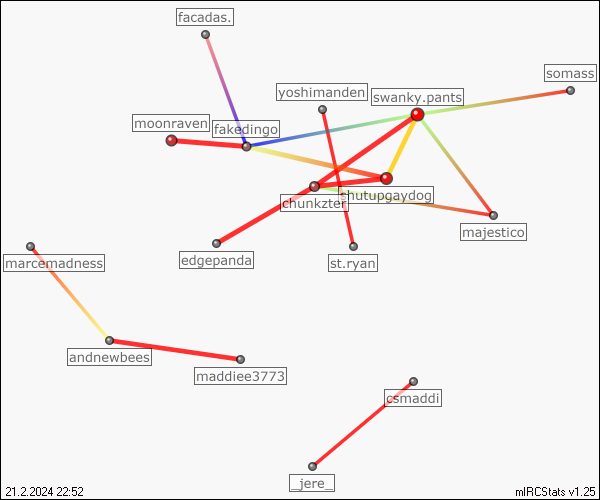 facadas.
somass
yoshimanden
swanky.pants
moonraven
fakedingo
shutupgaydog
chunkzter
majestico
edgepanda
st.ryan
marcemadness
andnewbees
maddiee3773
csmaddi
_jere_
21.2.2024 22:52
mIRCStats v1.25